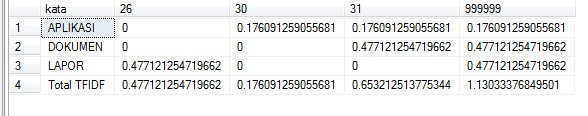 kata 26 30 31 999999
1 APLIKASI 0 0.176091259055681 0.176091259055681 0.176091259055681
2 DOKUMEN 0 0 0.477121254719662 0.477121254719662
3 LAPOR 0.477121254719662 0 0 0.477121254719662
4 Total TFIDF 0.477121254719662 0.176091259055681 0.653212513775344 1.13033376849501